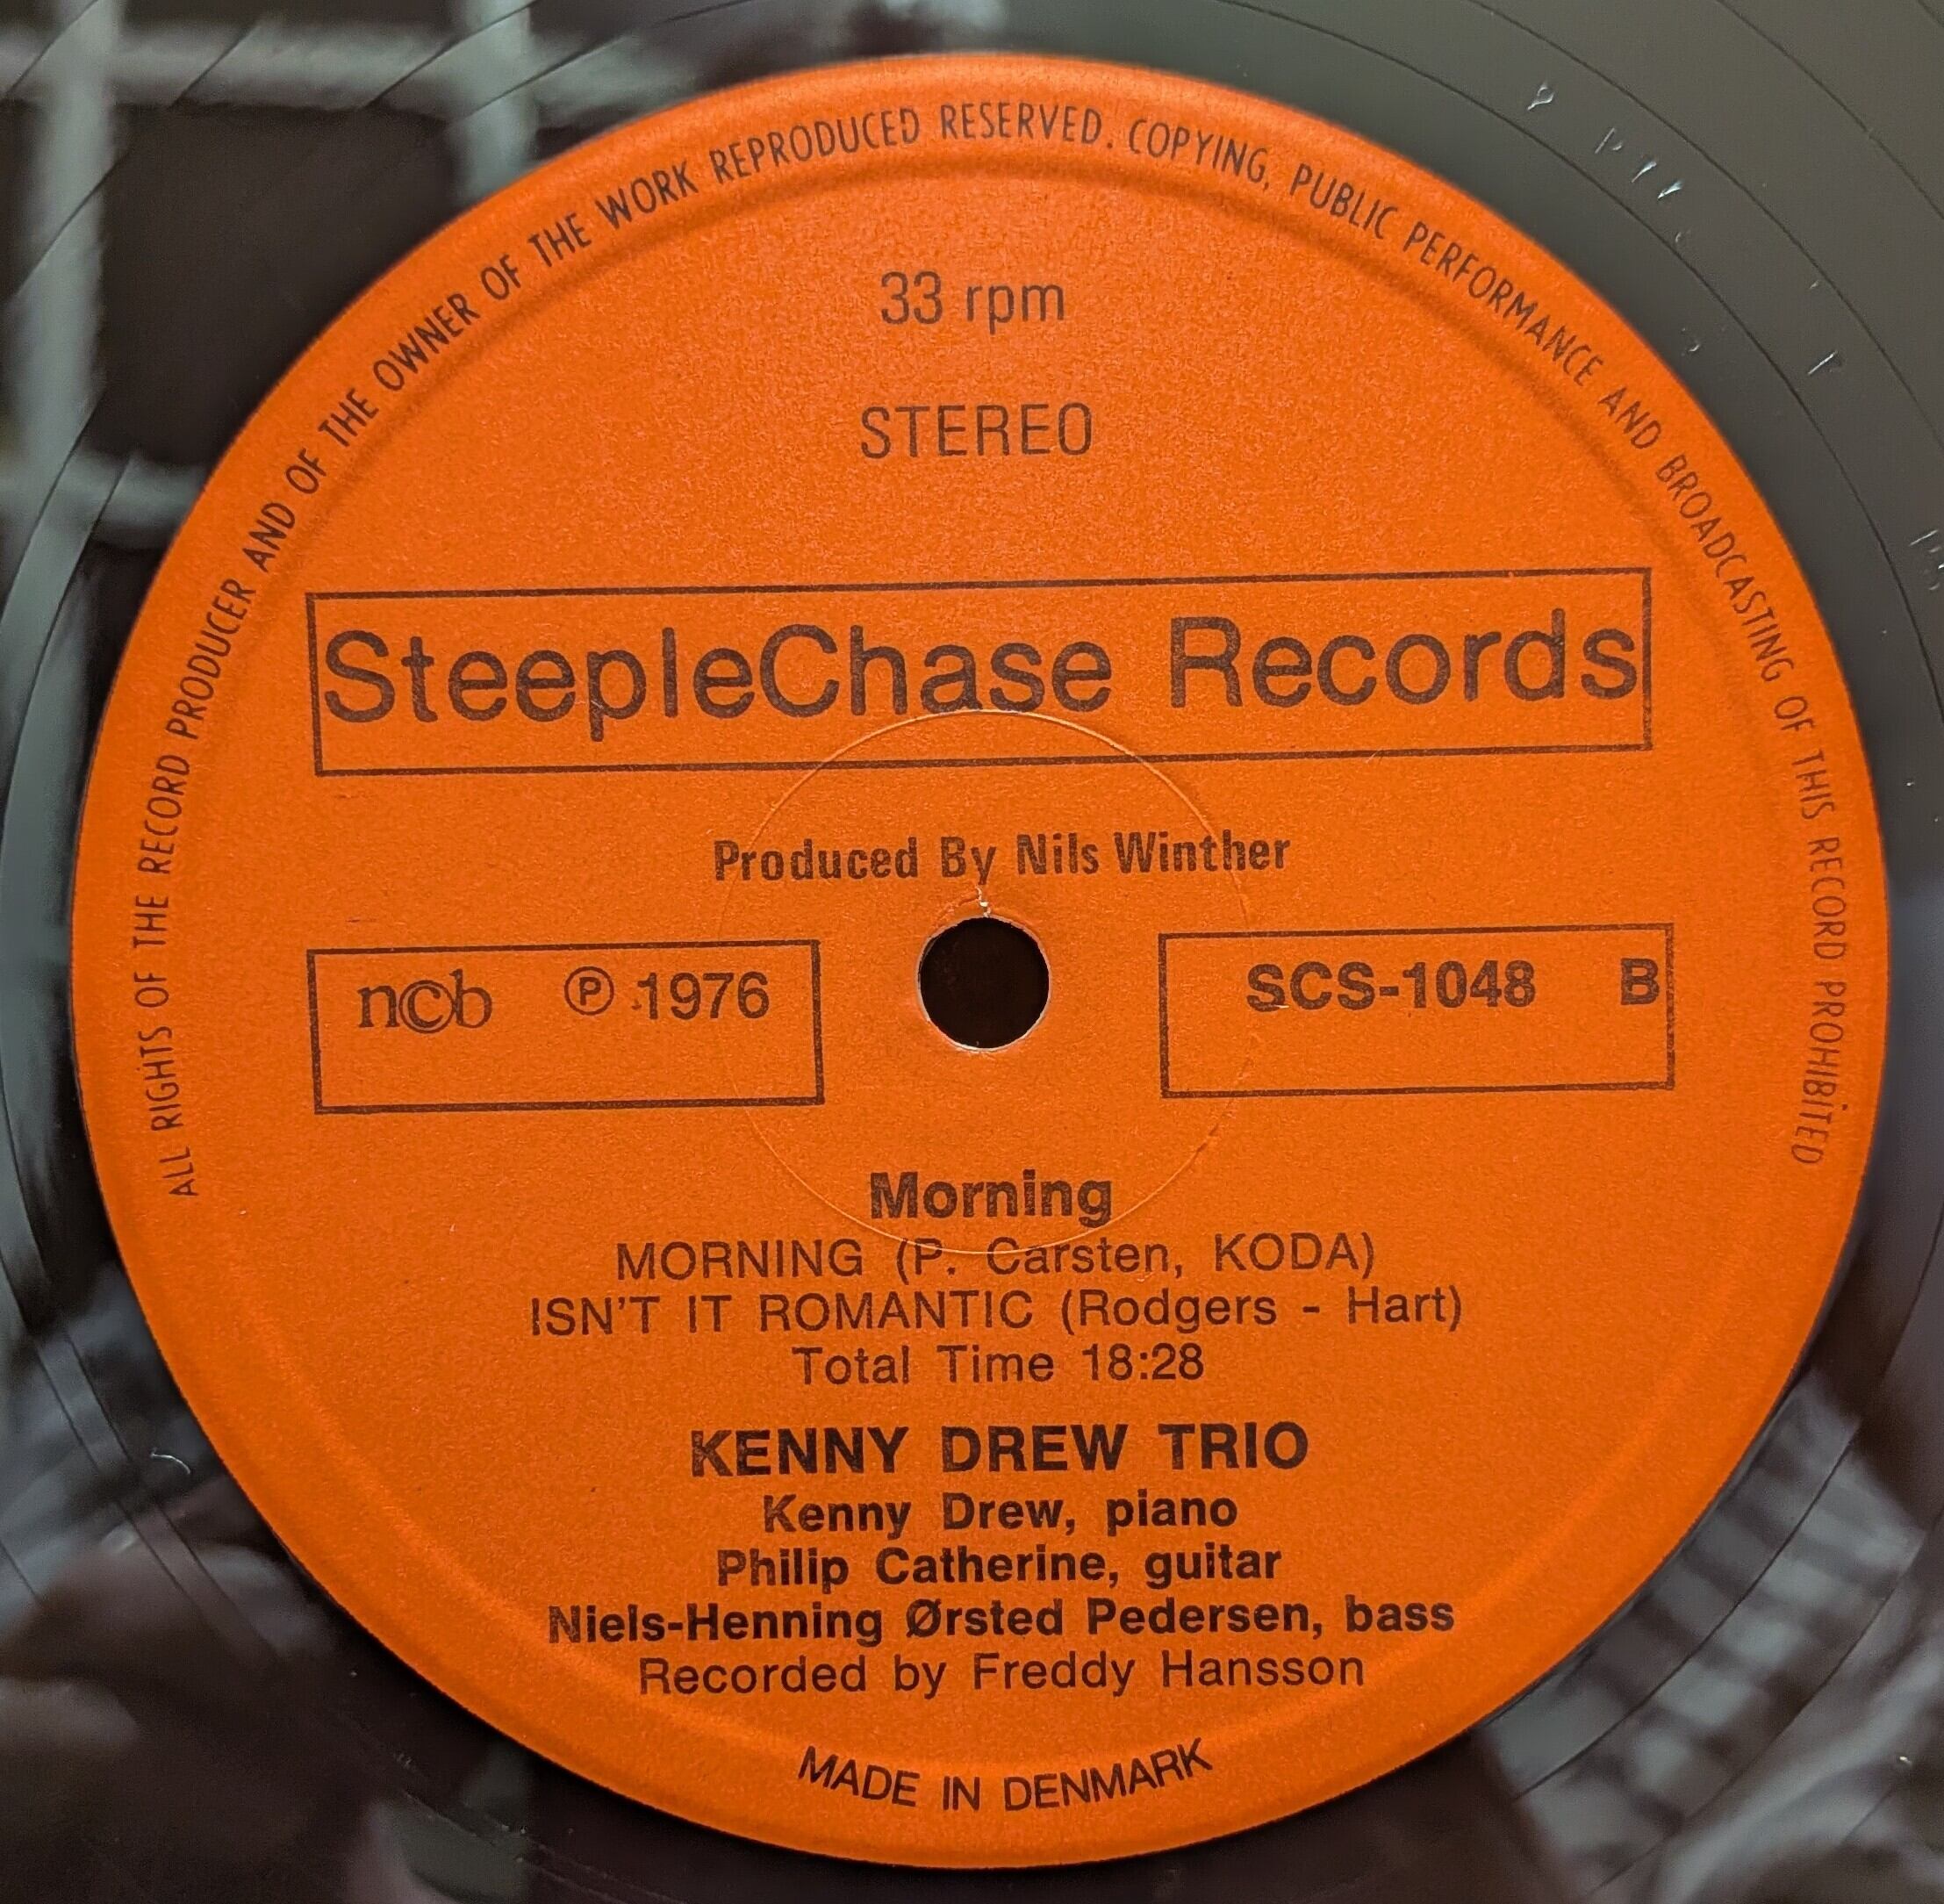 ALL RIGHTS OF THE RECORD PRODUCER AND OF THE OWNER OF THE WORK REPRODUCED RESERVED. COPYING, PUBLIC PERFORMANCE AND BROADCASTING OF THIS RECORD PROHIBITED
33 rpm
STEREO
SteepleChase Records
Produced By Nils Winther
n©b ℗ 1976
SCS-1048 B
Morning
MORNING (P. Carsten, KODA)
ISN'T IT ROMANTIC (Rodgers - Hart)
Total Time 18:28
KENNY DREW TRIO
Kenny Drew, piano
Philip Catherine, guitar
Niels-Henning Ørsted Pedersen, bass
Recorded by Freddy Hansson
MADE IN DENMARK